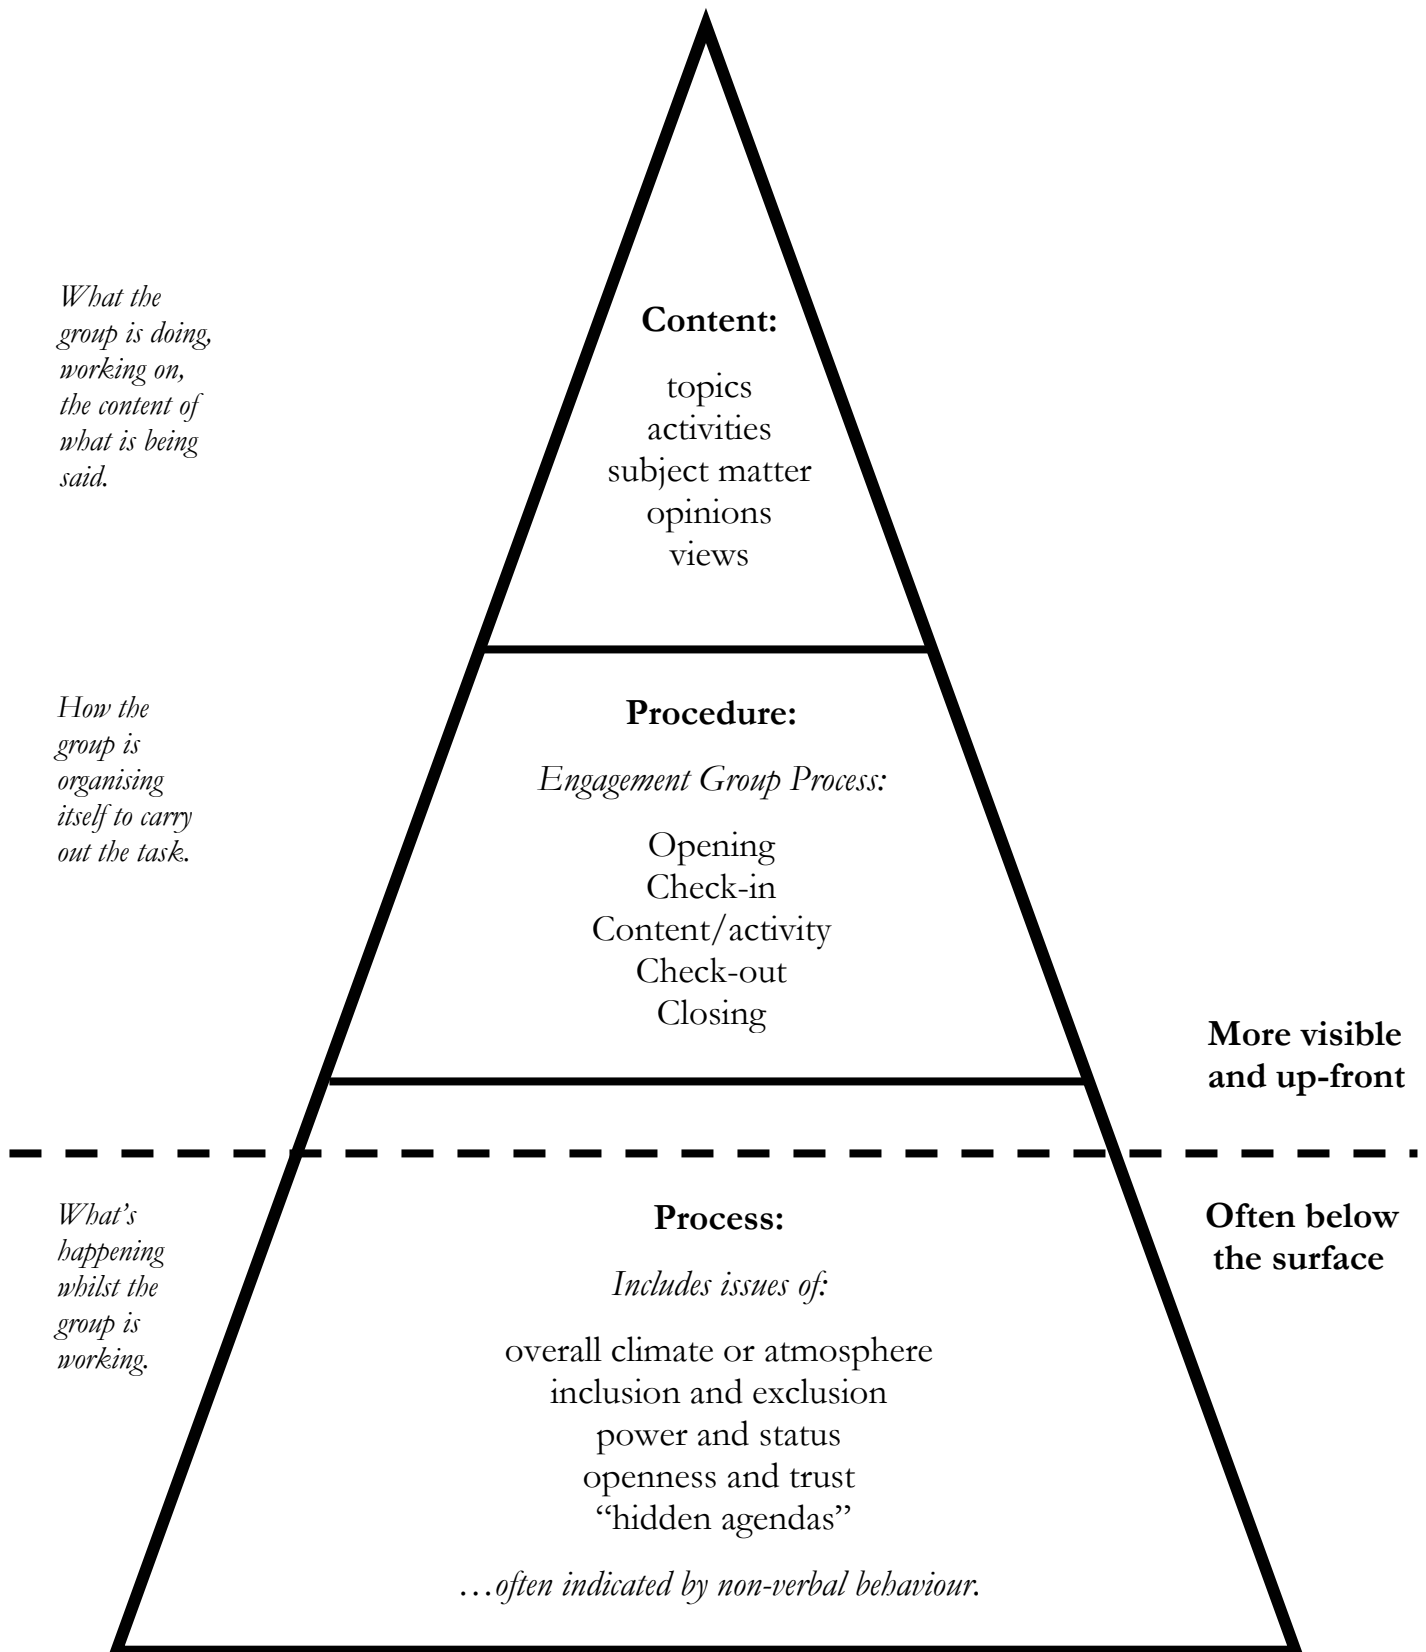 What the
group is doing,
working on,
the content of
what is being
said.
Content:
topics
activities
subject matter
opinions
views
How the
group is
organising
itself to carry
out the task.
Procedure:
Engagement Group Process:
Opening
Check-in
Content/activity
Check-out
Closing
More visible
and up-front
What’s
happening
whilst the
group is
working.
Process:
Includes issues of:
overall climate or atmosphere
inclusion and exclusion
power and status
openness and trust
“hidden agendas”
…often indicated by non-verbal behaviour.
Often below
the surface